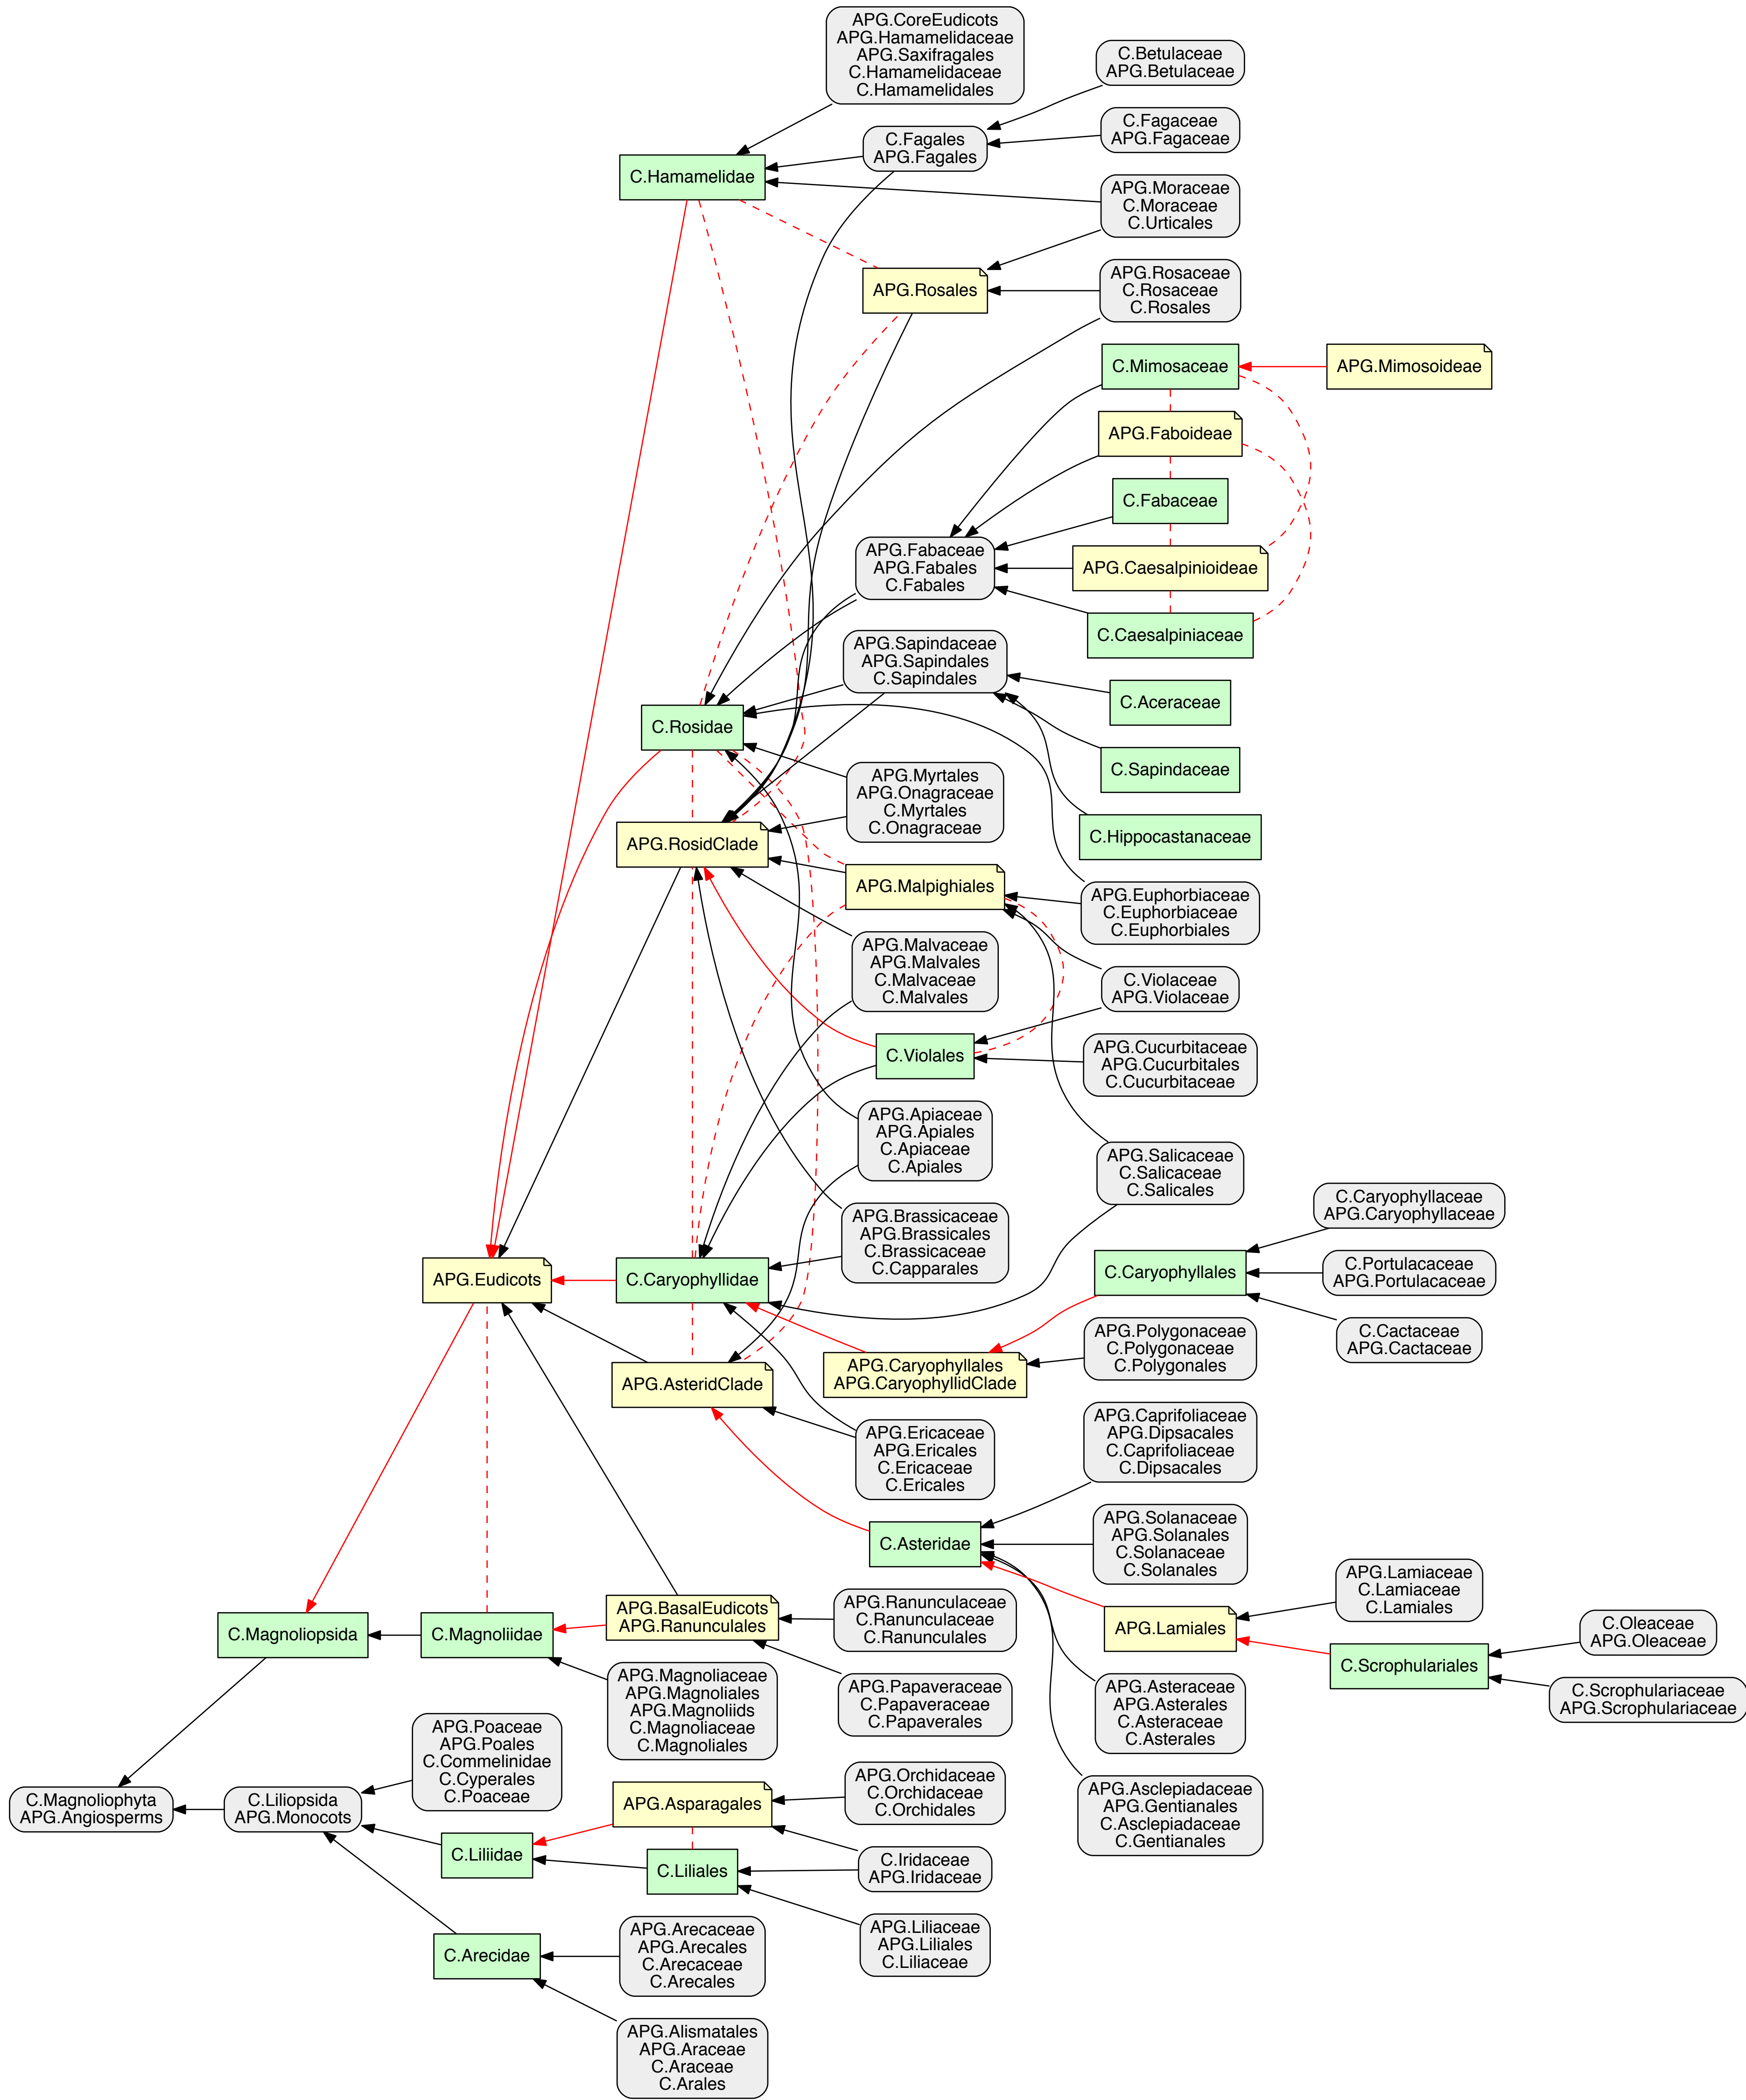 APG.CoreEudicots
APG.Hamamelidaceae
APG.Saxifragales
C.Hamamelidaceae
C.Hamamelidales
C.Betulaceae
APG.Betulaceae
C.Fagaceae
APG.Fagaceae
C.Fagales
APG.Fagales
C.Hamamelidae
APG.Moraceae
C.Moraceae
C.Urticales
APG.Rosales
APG.Rosaceae
C.Rosaceae
C.Rosales
C.Mimosaceae
APG.Mimosoideae
APG.Faboideae
C.Fabaceae
APG.Fabaceae
APG.Fabales
C.Fabales
APG.Caesalpinioideae
C.Caesalpiniaceae
APG.Sapindaceae
APG.Sapindales
C.Sapindales
C.Aceraceae
C.Rosidae
C.Sapindaceae
APG.Myrtales
APG.Onagraceae
C.Myrtales
C.Onagraceae
C.Hippocastanaceae
APG.RosidClade
APG.Malpighiales
APG.Euphorbiaceae
C.Euphorbiaceae
C.Euphorbiales
APG.Malvaceae
APG.Malvales
C.Malvaceae
C.Malvales
C.Violaceae
APG.Violaceae
C.Violales
APG.Cucurbitaceae
APG.Cucurbitales
C.Cucurbitaceae
APG.Apiaceae
APG.Apiales
C.Apiaceae
C.Apiales
APG.Salicaceae
C.Salicaceae
C.Salicales
C.Caryophyllaceae
APG.Caryophyllaceae
APG.Brassicaceae
APG.Brassicales
C.Brassicaceae
C.Capparales
APG.Eudicots
C.Caryophyllidae
C.Caryophyllales
C.Portulacaceae
APG.Portulacaceae
C.Cactaceae
APG.Cactaceae
APG.Polygonaceae
C.Polygonaceae
C.Polygonales
APG.AsteridClade
APG.Caryophyllales
APG.CaryophyllidClade
APG.Caprifoliaceae
APG.Dipsacales
C.Caprifoliaceae
C.Dipsacales
APG.Ericaceae
APG.Ericales
C.Ericaceae
C.Ericales
C.Asteridae
APG.Solanaceae
APG.Solanales
C.Solanaceae
C.Solanales
APG.Lamiaceae
C.Lamiaceae
C.Lamiales
C.Magnoliopsida
C.Magnoliidae
APG.BasalEudicots
APG.Ranunculales
APG.Ranunculaceae
C.Ranunculaceae
C.Ranunculales
APG.Lamiales
C.Oleaceae
APG.Oleaceae
C.Scrophulariales
C.Scrophulariaceae
APG.Scrophulariaceae
APG.Magnoliaceae
APG.Magnoliales
APG.Magnoliids
C.Magnoliaceae
C.Magnoliales
APG.Papaveraceae
C.Papaveraceae
C.Papaverales
APG.Asteraceae
APG.Asterales
C.Asteraceae
C.Asterales
APG.Poaceae
APG.Poales
C.Commelinidae
C.Cyperales
C.Poaceae
C.Magnoliophyta
APG.Angiosperms
C.Liliopsida
APG.Monocots
APG.Asparagales
APG.Orchidaceae
C.Orchidaceae
C.Orchidales
APG.Asclepiadaceae
APG.Gentianales
C.Asclepiadaceae
C.Gentianales
C.Liliidae
C.Liliales
C.Iridaceae
APG.Iridaceae
APG.Liliaceae
APG.Liliales
C.Liliaceae
C.Arecidae
APG.Arecaceae
APG.Arecales
C.Arecaceae
C.Arecales
APG.Alismatales
APG.Araceae
C.Araceae
C.Arales